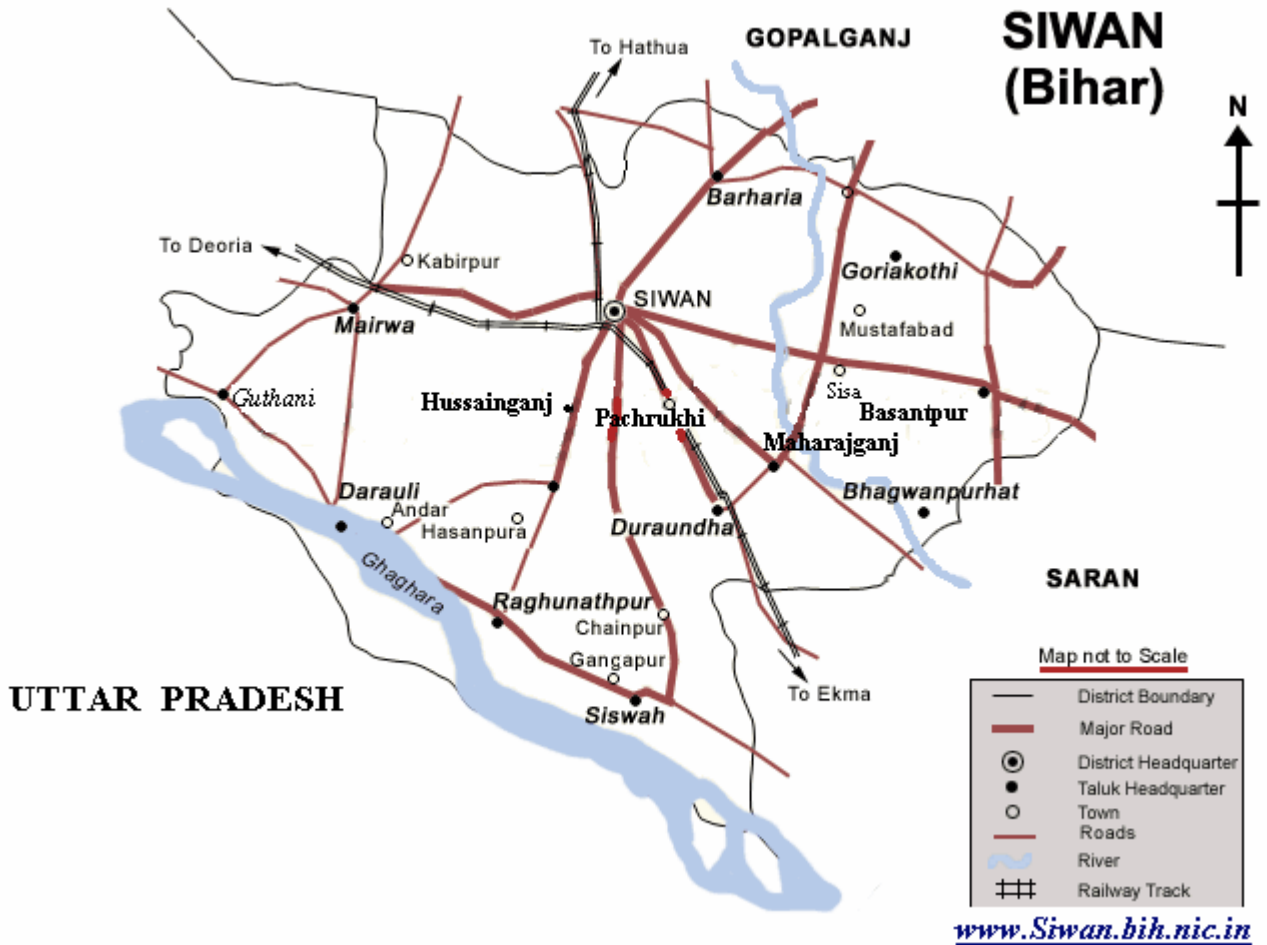 SIWAN
(Bihar)
GOPALGANJ
To Hathua
N
Barharia
To Deoria
Kabirpur
Goriakothi
SIWAN
Mairwa
Mustafabad
Guthani
Hussainganj
Pachrukhi
Sisa
Basantpur
Maharajganj
Darauli
Andar
Hasanpura
Duraundha
Bhagwanpurhat
Ghaghara
SARAN
Raghunathpur
Chainpur
Gangapur
Siswah
To Ekma
UTTAR PRADESH
Map not to Scale
District Boundary
Major Road
District Headquarter
Taluk Headquarter
Town
Roads
River
Railway Track
www.Siwan.bih.nic.in